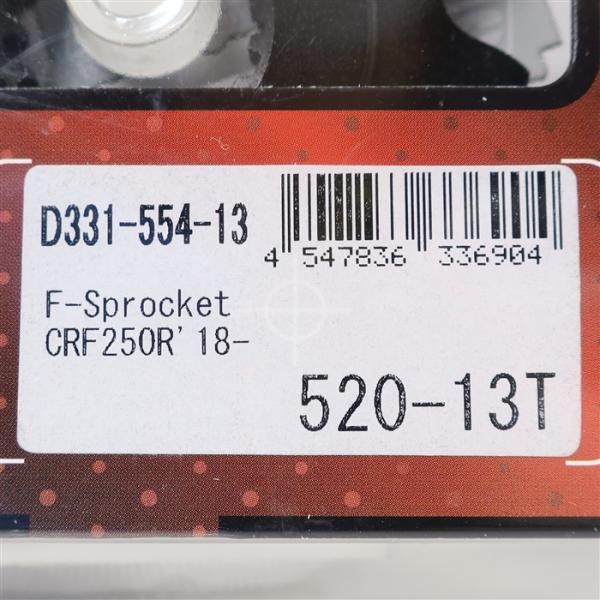 D331-554-13
4 547836 336904
F-Sprocket
CRF250R'18-
520-13T